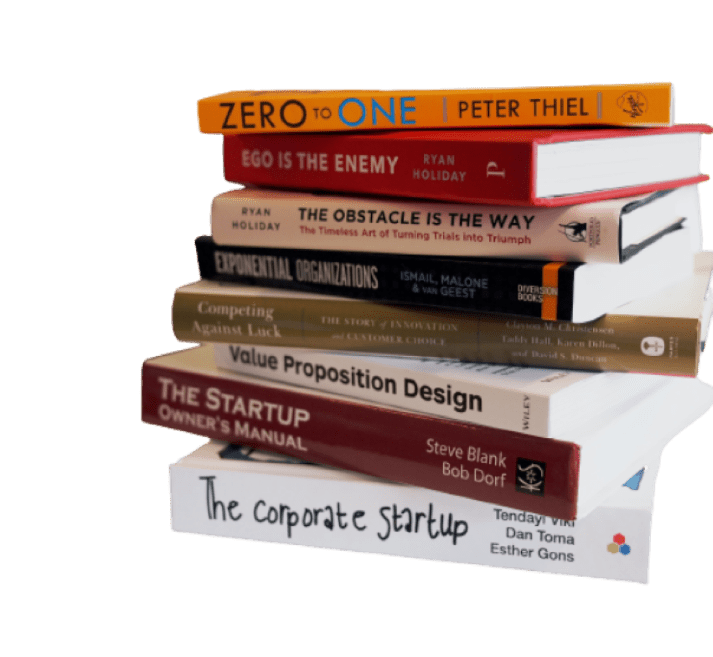 ZERO TO ONE PETER THIEL
EGO IS THE ENEMY RYAN HOLIDAY P
RYAN HOLIDAY THE OBSTACLE IS THE WAY
The Timeless Art of Turning Trials into Triumph
EXPONENTIAL ORGANIZATIONS ISMAIL, MALONE
& VAN GEEST
DIVERSION
BOOKS
Competing
Against Luck
THE STORY of INNOVATION
and CUSTOMER CHOICE
Clayton M. Christensen
Taddy Hall, Karen Dillon,
and David S. Duncan
Value Proposition Design WILEY
THE STARTUP
OWNER'S MANUAL
Steve Blank
Bob Dorf
K&S
The corporate startup
Tendayi Viki
Dan Toma
Esther Gons